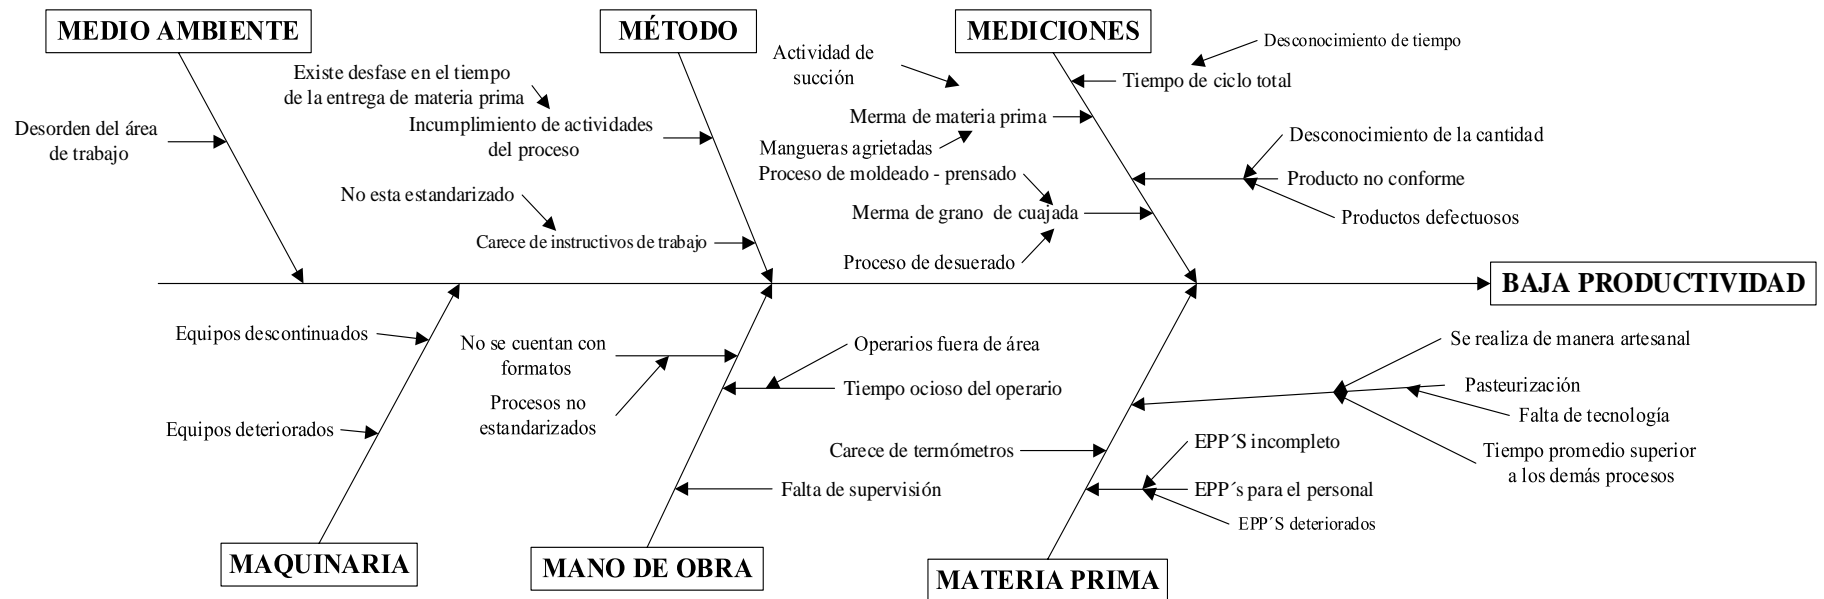 MEDIO AMBIENTE
Desorden del área
de trabajo
MÉTODO
Existe desfase en el tiempo
de la entrega de materia prima
Incumplimiento de actividades
del proceso
No esta estandarizado
Carece de instructivos de trabajo
MEDICIONES
Desconocimiento de tiempo
Tiempo de ciclo total
Actividad de
succión
Merma de materia prima
Mangueras agrietadas
Proceso de moldeado - prensado
Merma de grano de cuajada
Proceso de desuerado
Desconocimiento de la cantidad
Producto no conforme
Productos defectuosos
BAJA PRODUCTIVIDAD
Equipos descontinuados
Equipos deteriorados
MAQUINARIA
No se cuentan con
formatos
Procesos no
estandarizados
Operarios fuera de área
Tiempo ocioso del operario
Falta de supervisión
MANO DE OBRA
Se realiza de manera artesanal
Pasteurización
Falta de tecnología
Tiempo promedio superior
a los demás procesos
Carece de termómetros
EPP´S incompleto
EPP´s para el personal
EPP´S deteriorados
MATERIA PRIMA